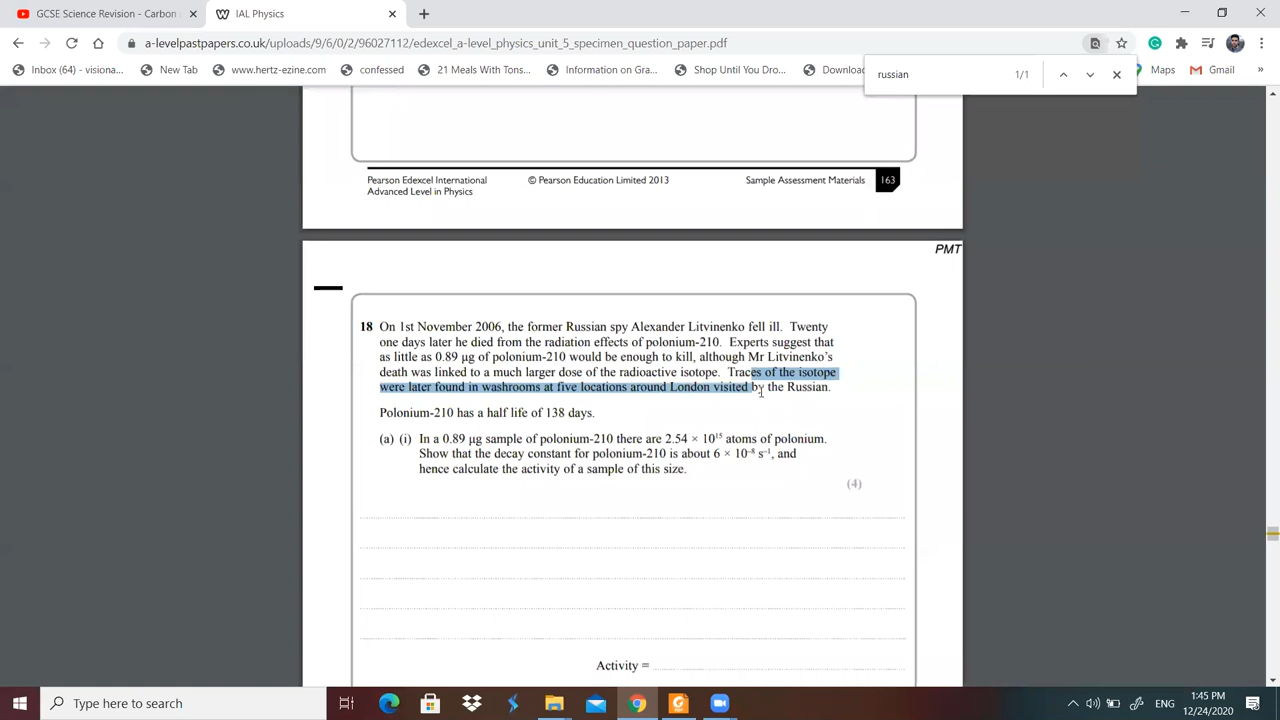 GCSE Science Revision - Carbon
IAL Physics
a-levelpastpapers.co.uk/uploads/9/6/0/2/96027112/edexcel_a-level_physics_unit_5_specimen_question_paper.pdf
Inbox (64) - visiona...
New Tab
www.hertz-ezine.com
confessed
21 Meals With Tons...
Information on Gra...
Shop Until You Dro...
Download
Maps
Gmail
»
russian
1/1
Pearson Edexcel International
Advanced Level in Physics
© Pearson Education Limited 2013
Sample Assessment Materials
163
PMT
18 On 1st November 2006, the former Russian spy Alexander Litvinenko fell ill. Twenty
one days later he died from the radiation effects of polonium-210. Experts suggest that
as little as 0.89 μg of polonium-210 would be enough to kill, although Mr Litvinenko's
death was linked to a much larger dose of the radioactive isotope. Traces of the isotope
were later found in washrooms at five locations around London visited by the Russian.
Polonium-210 has a half life of 138 days.
(a) (i) In a 0.89 μg sample of polonium-210 there are 2.54 × 10¹⁵ atoms of polonium.
Show that the decay constant for polonium-210 is about 6 × 10⁻⁸ s⁻¹, and
hence calculate the activity of a sample of this size.
(4)
Activity =
Type here to search
ENG
1:45 PM
12/24/2020